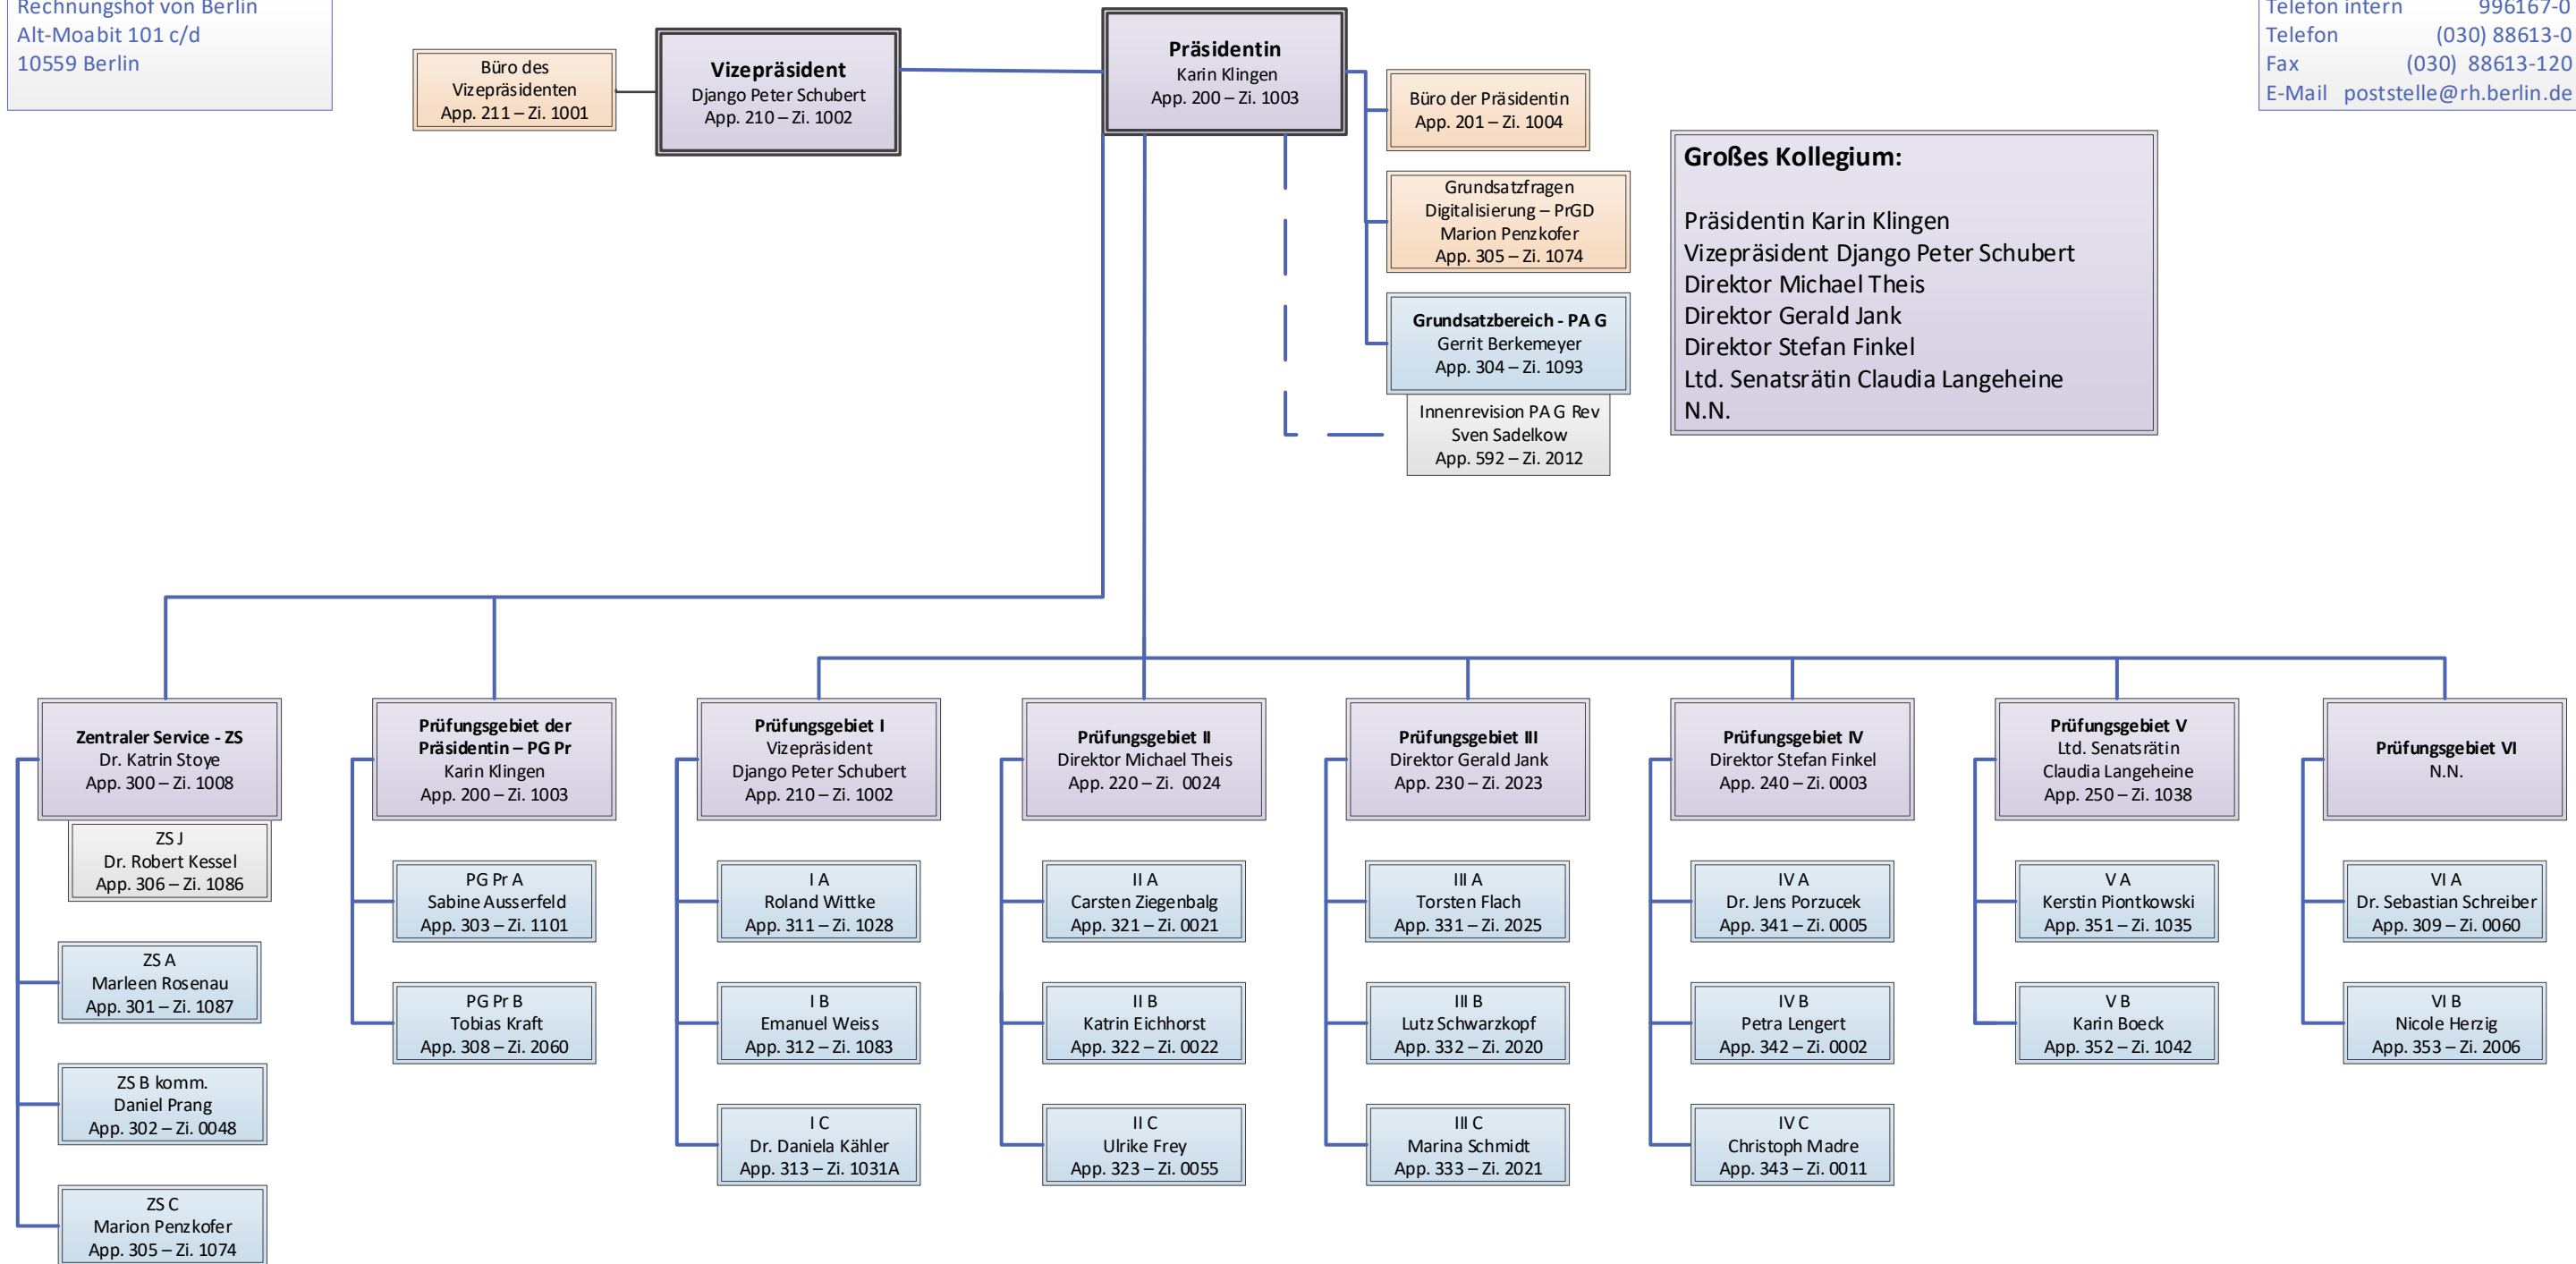 Rechnungshof von Berlin
Alt-Moabit 101 c/d
10559 Berlin
Büro des
Vizepräsidenten
App. 211 – Zi. 1001
Vizepräsident
Django Peter Schubert
App. 210 – Zi. 1002
Präsidentin
Karin Klingen
App. 200 – Zi. 1003
Telefon intern 996167-0
Telefon (030) 88613-0
Fax (030) 88613-120
E-Mail poststelle@rh.berlin.de
Büro der Präsidentin
App. 201 – Zi. 1004
Grundsatzfragen
Digitalisierung – PrGD
Marion Penzkofer
App. 305 – Zi. 1074
Grundsatzbereich - PA G
Gerrit Berkemeyer
App. 304 – Zi. 1093
Innenrevision PA G Rev
Sven Sadelkow
App. 592 – Zi. 2012
Großes Kollegium:
Präsidentin Karin Klingen
Vizepräsident Django Peter Schubert
Direktor Michael Theis
Direktor Gerald Jank
Direktor Stefan Finkel
Ltd. Senatsrätin Claudia Langeheine
N.N.
Zentraler Service - ZS
Dr. Katrin Stoye
App. 300 – Zi. 1008
ZS J
Dr. Robert Kessel
App. 306 – Zi. 1086
ZS A
Marleen Rosenau
App. 301 – Zi. 1087
ZS B komm.
Daniel Prang
App. 302 – Zi. 0048
ZS C
Marion Penzkofer
App. 305 – Zi. 1074
Prüfungsgebiet der
Präsidentin – PG Pr
Karin Klingen
App. 200 – Zi. 1003
PG Pr A
Sabine Ausserfeld
App. 303 – Zi. 1101
PG Pr B
Tobias Kraft
App. 308 – Zi. 2060
Prüfungsgebiet I
Vizepräsident
Django Peter Schubert
App. 210 – Zi. 1002
I A
Roland Wittke
App. 311 – Zi. 1028
I B
Emanuel Weiss
App. 312 – Zi. 1083
I C
Dr. Daniela Kähler
App. 313 – Zi. 1031A
Prüfungsgebiet II
Direktor Michael Theis
App. 220 – Zi. 0024
II A
Carsten Ziegenbalg
App. 321 – Zi. 0021
II B
Katrin Eichhorst
App. 322 – Zi. 0022
II C
Ulrike Frey
App. 323 – Zi. 0055
Prüfungsgebiet III
Direktor Gerald Jank
App. 230 – Zi. 2023
III A
Torsten Flach
App. 331 – Zi. 2025
III B
Lutz Schwarzkopf
App. 332 – Zi. 2020
III C
Marina Schmidt
App. 333 – Zi. 2021
Prüfungsgebiet IV
Direktor Stefan Finkel
App. 240 – Zi. 0003
IV A
Dr. Jens Porzucek
App. 341 – Zi. 0005
IV B
Petra Lengert
App. 342 – Zi. 0002
IV C
Christoph Madre
App. 343 – Zi. 0011
Prüfungsgebiet V
Ltd. Senatsrätin
Claudia Langeheine
App. 250 – Zi. 1038
V A
Kerstin Piontkowski
App. 351 – Zi. 1035
V B
Karin Boeck
App. 352 – Zi. 1042
Prüfungsgebiet VI
N.N.
VI A
Dr. Sebastian Schreiber
App. 309 – Zi. 0060
VI B
Nicole Herzig
App. 353 – Zi. 2006